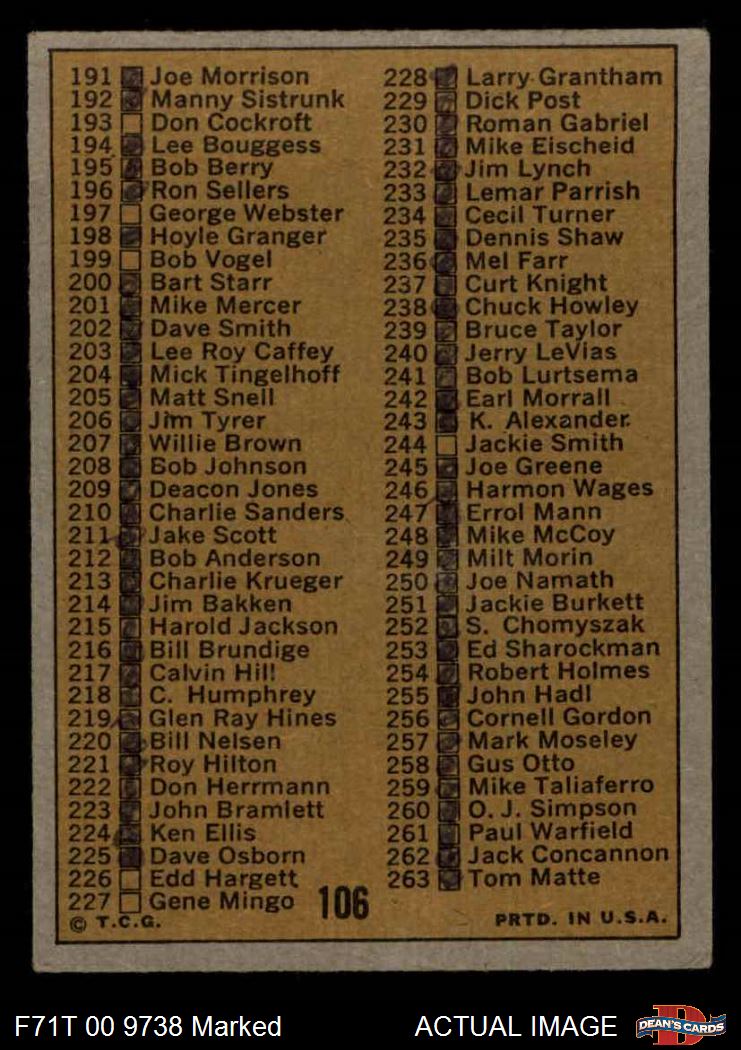 191 Joe Morrison
192 Manny Sistrunk
193 Don Cockroft
194 Lee Bouggess
195 Bob Berry
196 Ron Sellers
197 George Webster
198 Hoyle Granger
199 Bob Vogel
200 Bart Starr
201 Mike Mercer
202 Dave Smith
203 Lee Roy Caffey
204 Mick Tingelhoff
205 Matt Snell
206 Jim Tyrer
207 Willie Brown
208 Bob Johnson
209 Deacon Jones
210 Charlie Sanders
211 Jake Scott
212 Bob Anderson
213 Charlie Krueger
214 Jim Bakken
215 Harold Jackson
216 Bill Brundige
217 Calvin Hill
218 C. Humphrey
219 Glen Ray Hines
220 Bill Nelsen
221 Roy Hilton
222 Don Herrmann
223 John Bramlett
224 Ken Ellis
225 Dave Osborn
226 Edd Hargett
227 Gene Mingo
228 Larry Grantham
229 Dick Post
230 Roman Gabriel
231 Mike Eischeid
232 Jim Lynch
233 Lemar Parrish
234 Cecil Turner
235 Dennis Shaw
236 Mel Farr
237 Curt Knight
238 Chuck Howley
239 Bruce Taylor
240 Jerry LeVias
241 Bob Lurtsema
242 Earl Morrall
243 K. Alexander
244 Jackie Smith
245 Joe Greene
246 Harmon Wages
247 Errol Mann
248 Mike McCoy
249 Milt Morin
250 Joe Namath
251 Jackie Burkett
252 S. Chomyszak
253 Ed Sharockman
254 Robert Holmes
255 John Hadl
256 Cornell Gordon
257 Mark Moseley
258 Gus Otto
259 Mike Taliaferro
260 O. J. Simpson
261 Paul Warfield
262 Jack Concannon
263 Tom Matte
106
© T.C.G.
PRTD. IN U.S.A.
F71T 00 9738 Marked
ACTUAL IMAGE
D
DEAN'S CARDS